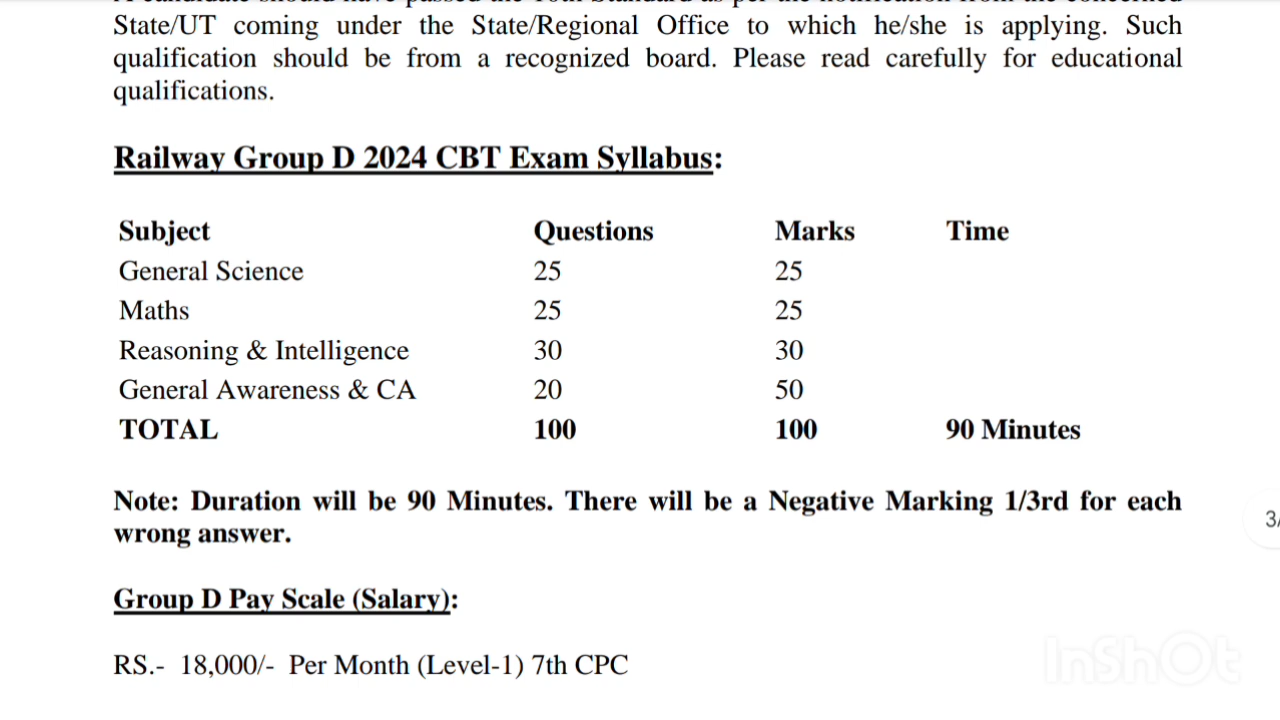 State/UT coming under the State/Regional Office to which he/she is applying. Such
qualification should be from a recognized board. Please read carefully for educational
qualifications.
Railway Group D 2024 CBT Exam Syllabus:
Subject Questions Marks Time
General Science 25 25
Maths 25 25
Reasoning & Intelligence 30 30
General Awareness & CA 20 50
TOTAL 100 100 90 Minutes
Note: Duration will be 90 Minutes. There will be a Negative Marking 1/3rd for each
wrong answer.
3/
Group D Pay Scale (Salary):
RS.- 18,000/- Per Month (Level-1) 7th CPC
InShOt